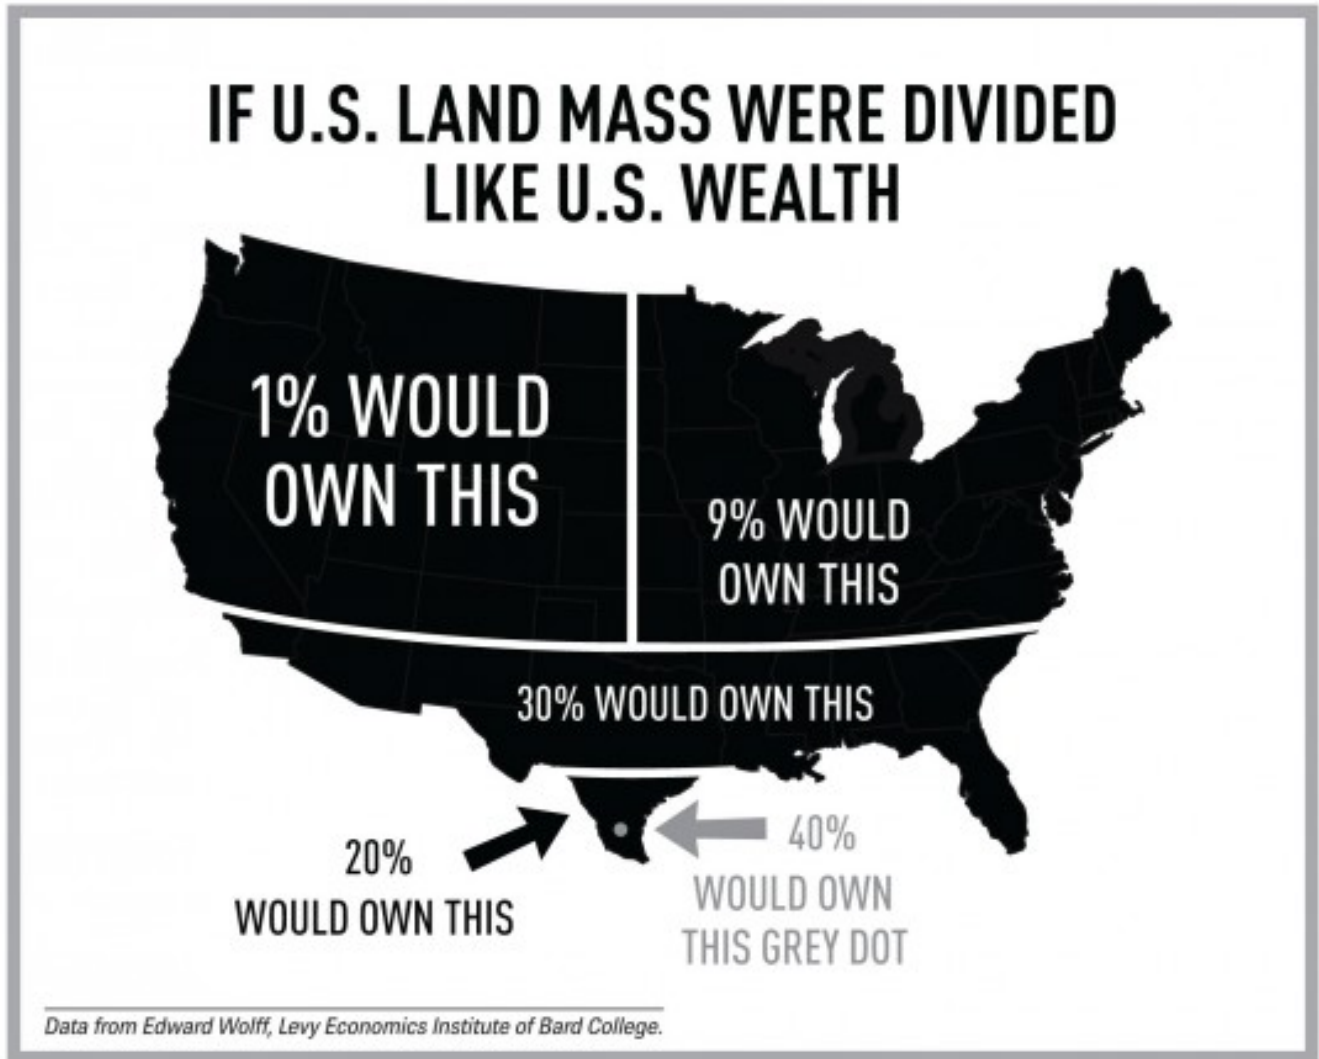 IF U.S. LAND MASS WERE DIVIDED
LIKE U.S. WEALTH
1% WOULD
OWN THIS
9% WOULD
OWN THIS
30% WOULD OWN THIS
20%
WOULD OWN THIS
40%
WOULD OWN
THIS GREY DOT
Data from Edward Wolff, Levy Economics Institute of Bard College.